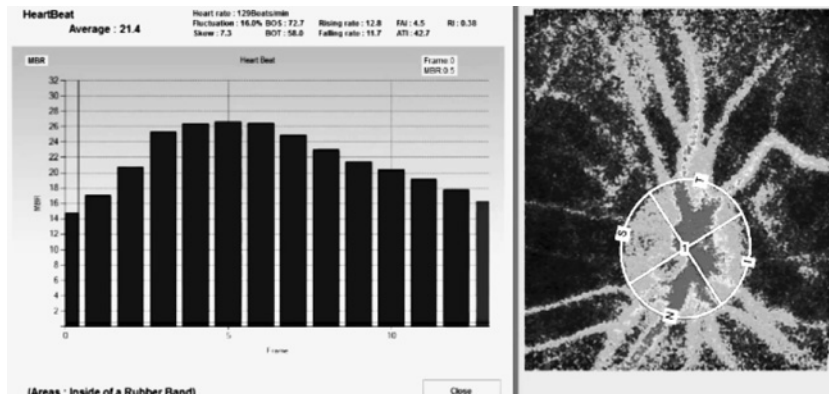 HeartBeat
Average : 21.4
Heart rate : 129Beats/min
Fluctuation : 16.0% BOS : 72.7 Rising rate : 12.8 FAI : 4.5 RI : 0.38
Skew : 7.3 BOT : 58.0 Falling rate : 11.7 ATI : 42.7
MBR
Heart Beat
Frame:0
MBR:0.5
32
30
28
26
24
22
20
18
16
14
12
10
8
6
4
2
MBR
0 5 10
Frame
(Areas : Inside of a Rubber Band)
Close
T
S
1
I
N